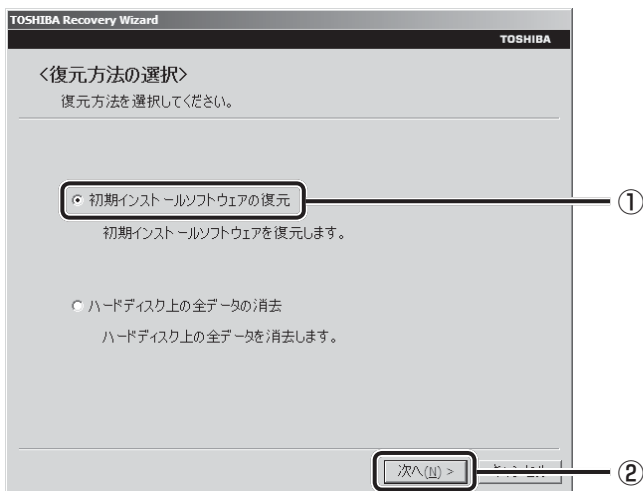 TOSHIBA Recovery Wizard
TOSHIBA
<復元方法の選択>
復元方法を選択してください。
初期インストールソフトウェアの復元
①
初期インストールソフトウェアを復元します。
ハードディスク上の全データの消去
ハードディスク上の全データを消去します。
次へ(N) >
②